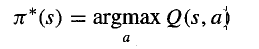 π*(s) = argmax Q(s, a)
a